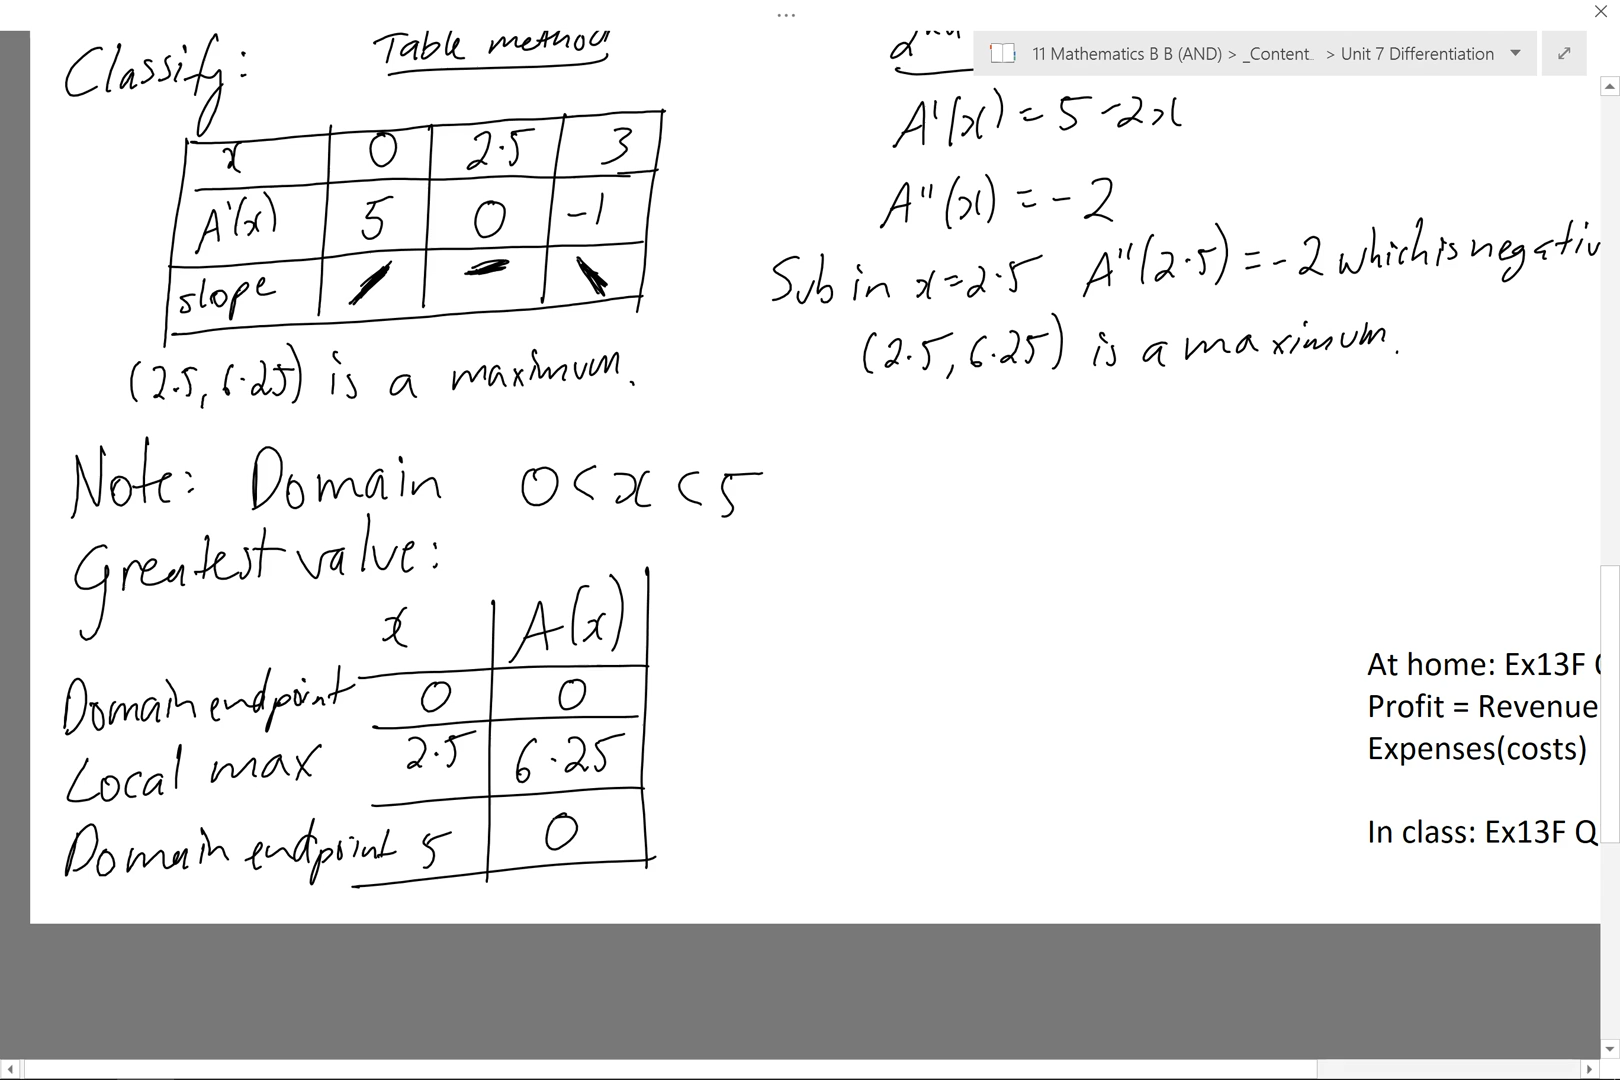 11 Mathematics B B (AND) > _Content. > Unit 7 Differentiation
Classify:
Table method
x 0 2.5 3
A'(x) 5 0 -1
slope
(2.5, 6.25) is a maximum.
A'(x) = 5 - 2x
A''(x) = -2
Sub in x = 2.5 A''(2.5) = -2 which is negativ
(2.5, 6.25) is a maximum.
Note: Domain 0 < x < 5
Greatest value:
x A(x)
Domain endpoint 0 0
Local max 2.5 6.25
Domain endpoint 5 0
At home: Ex13F
Profit = Revenue
Expenses(costs)
In class: Ex13F Q